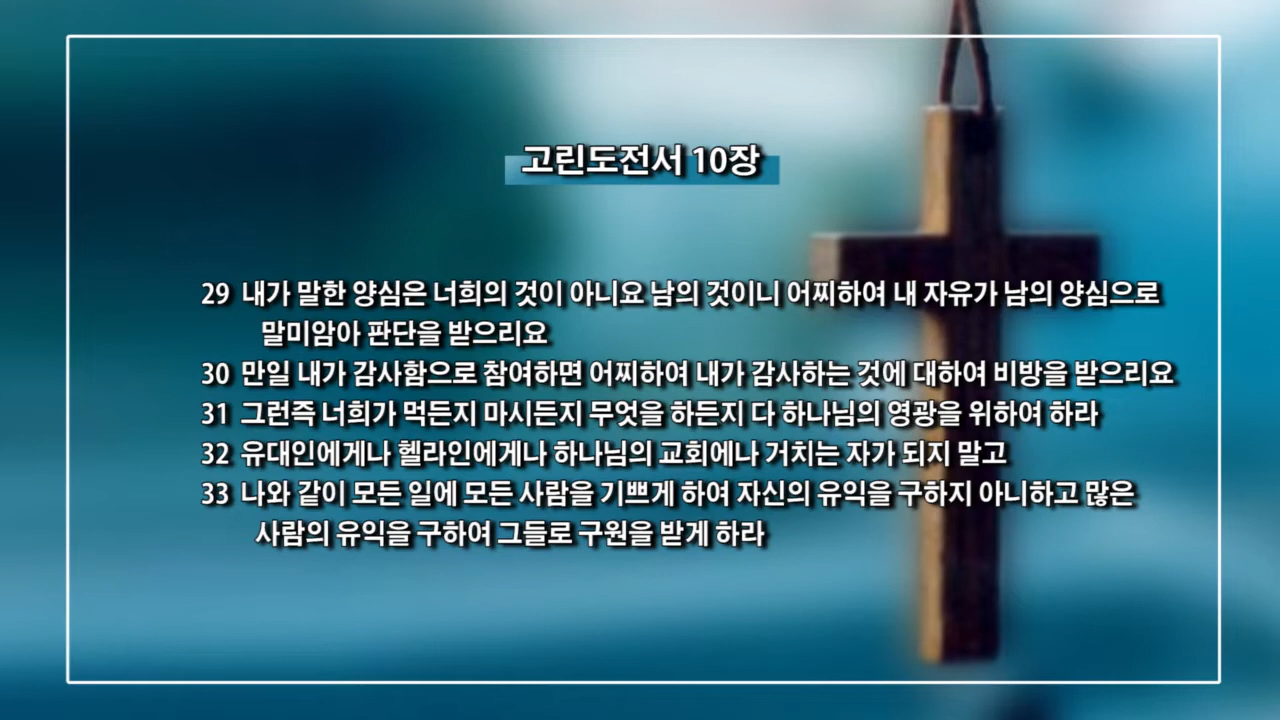 고린도전서 10장
29 내가 말한 양심은 너희의 것이 아니요 남의 것이니 어찌하여 내 자유가 남의 양심으로
말미암아 판단을 받으리요
30 만일 내가 감사함으로 참여하면 어찌하여 내가 감사하는 것에 대하여 비방을 받으리요
31 그런즉 너희가 먹든지 마시든지 무엇을 하든지 다 하나님의 영광을 위하여 하라
32 유대인에게나 헬라인에게나 하나님의 교회에나 거치는 자가 되지 말고
33 나와 같이 모든 일에 모든 사람을 기쁘게 하여 자신의 유익을 구하지 아니하고 많은
사람의 유익을 구하여 그들로 구원을 받게 하라